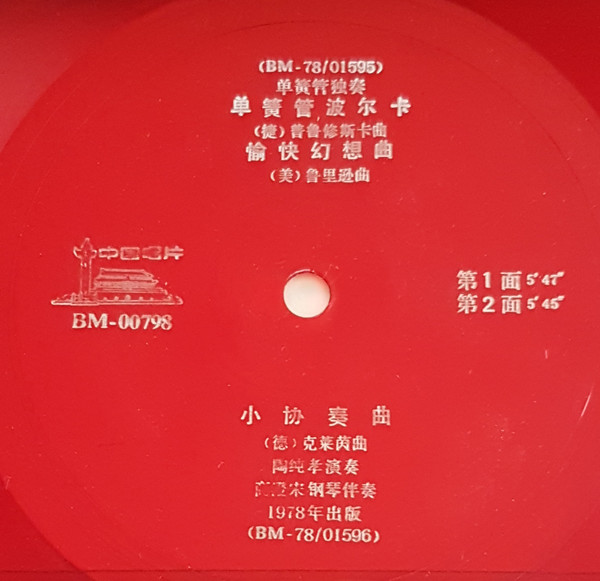 (BM-78/01595)
单簧管独奏
单簧管波尔卡
(捷)普鲁修斯卡曲
愉快幻想曲
(美)鲁里逊曲
中国唱片
BM-00798
第1面 5′47″
第2面 5′45″
小协奏曲
(德)克莱茵曲
陶纯孝演奏
澄宋钢琴伴奏
1978年出版
(BM-78/01596)